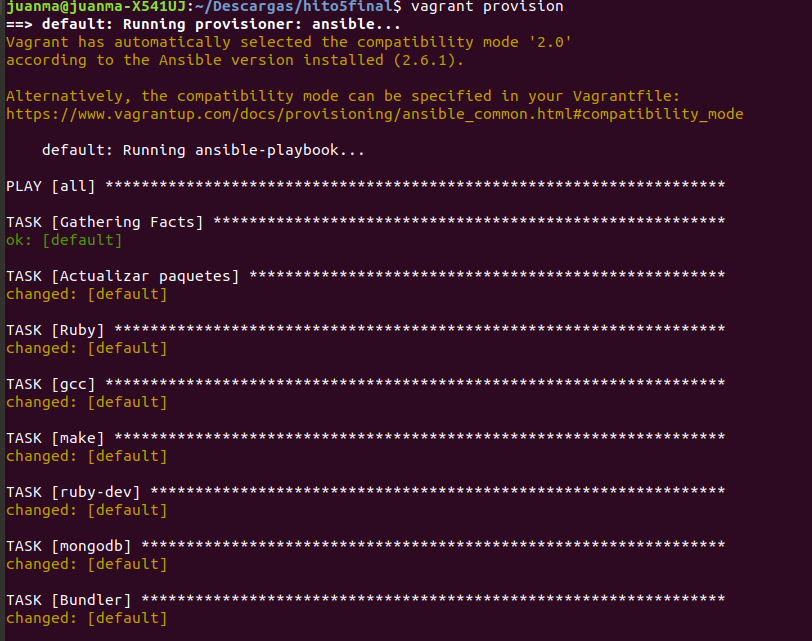 juanma@juanma-X541UJ:~/Descargas/hito5final$ vagrant provision
==> default: Running provisioner: ansible...
Vagrant has automatically selected the compatibility mode '2.0'
according to the Ansible version installed (2.6.1).
Alternatively, the compatibility mode can be specified in your Vagrantfile:
https://www.vagrantup.com/docs/provisioning/ansible_common.html#compatibility_mode
default: Running ansible-playbook...
PLAY [all] *********************************************************************
TASK [Gathering Facts] *********************************************************
ok: [default]
TASK [Actualizar paquetes] *****************************************************
changed: [default]
TASK [Ruby] ********************************************************************
changed: [default]
TASK [gcc] *********************************************************************
changed: [default]
TASK [make] ********************************************************************
changed: [default]
TASK [ruby-dev] ****************************************************************
changed: [default]
TASK [mongodb] *****************************************************************
changed: [default]
TASK [Bundler] *****************************************************************
changed: [default]